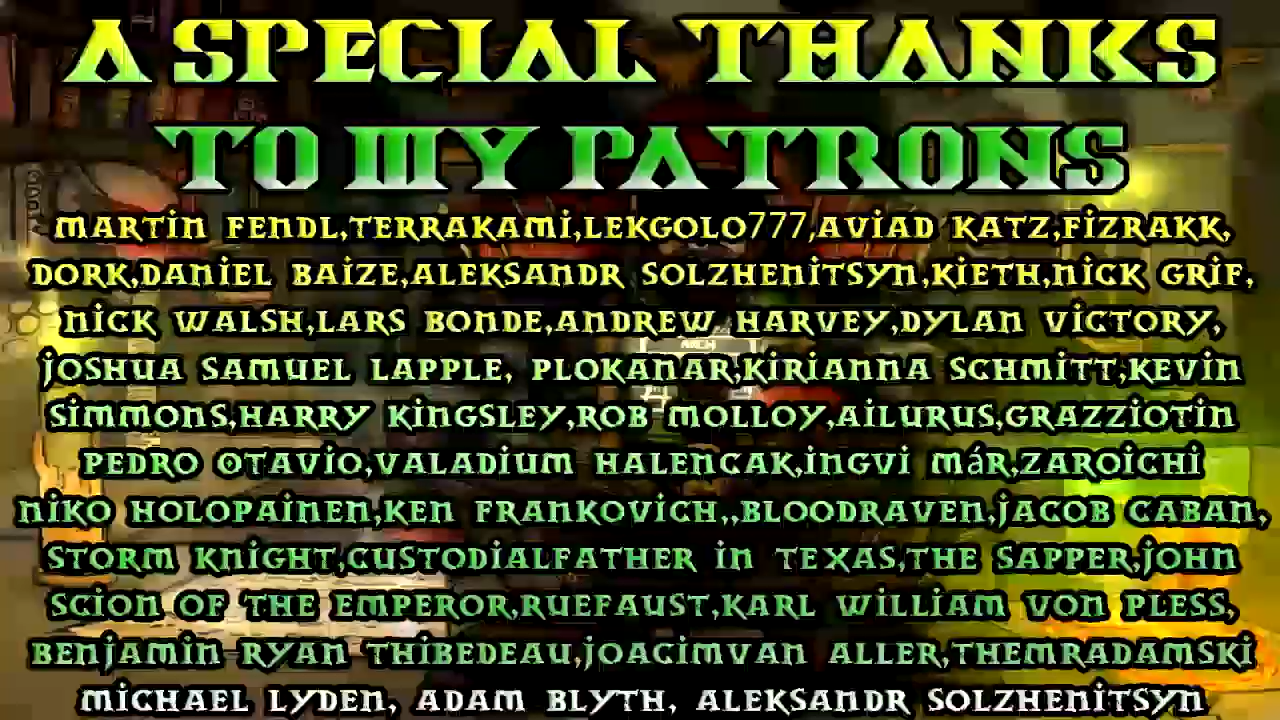 A SPECIAL THANKS
TO MY PATRONS
MARTIN FENDL,TERRAKAMI,LEKGOLO777,AVIAD KATZ,FIZRAKK,
DORK,DANIEL BAIZE,ALEKSANDR SOLZHENITSYN,KIETH,NICK GRIF,
NICK WALSH,LARS BONDE,ANDREW HARVEY,DYLAN VICTORY,
JOSHUA SAMUEL LAPPLE, PLOKANAR,KIRIANNA SCHMITT,KEVIN
SIMMONS,HARRY KINGSLEY,ROB MOLLOY,AILURUS,GRAZZIOTIN
PEDRO OTAVIO,VALADIUM HALENCAK,INGVI MáR,ZAROICHI
NIKO HOLOPAINEN,KEN FRANKOVICH,,BLOODRAVEN,JACOB CABAN,
STORM KNIGHT,CUSTODIALFATHER IN TEXAS,THE SAPPER,JOHN
SCION OF THE EMPEROR,RUEFAUST,KARL WILLIAM VON PLESS,
BENJAMIN RYAN THIBEDEAU,JOACIMVAN ALLER,THEMRADAMSKI
MICHAEL LYDEN, ADAM BLYTH, ALEKSANDR SOLZHENITSYN